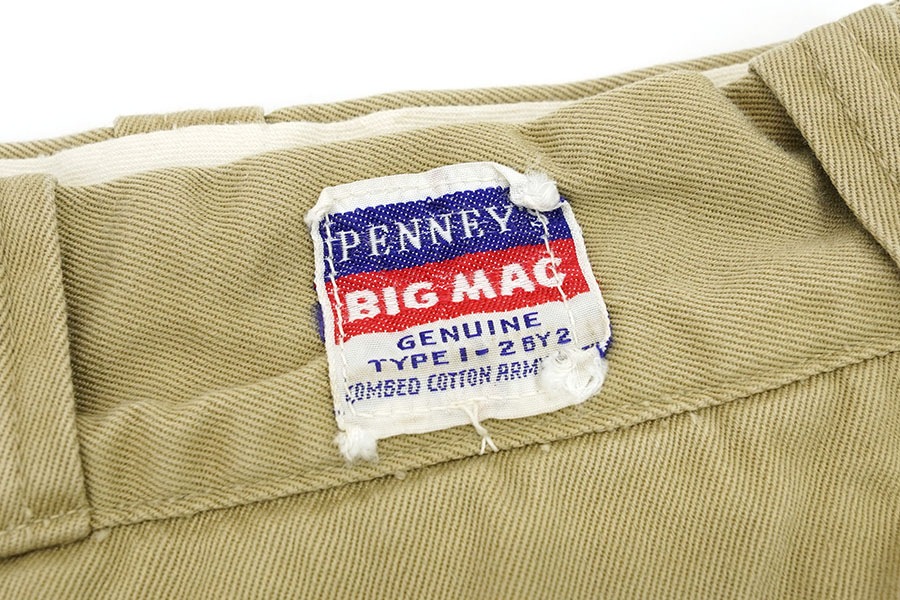 PENNEY'S
BIG MAC
GENUINE
TYPE 1-2 BY 2
COMBED COTTON ARMY